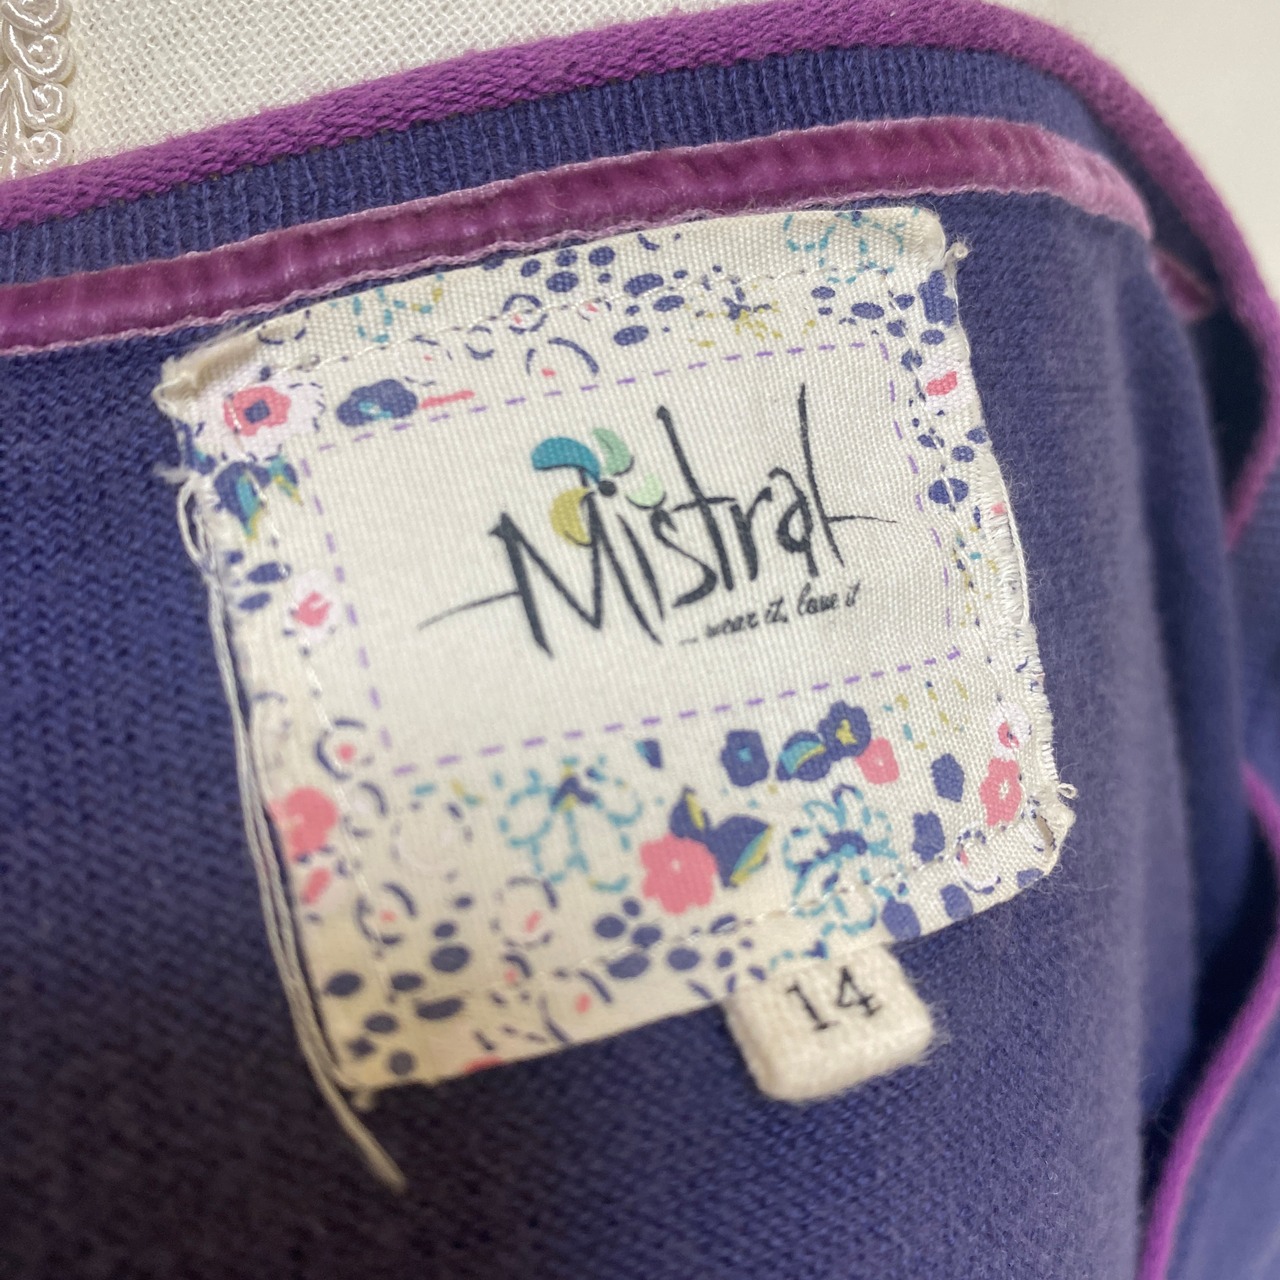 Mistral
... wear it, love it
14